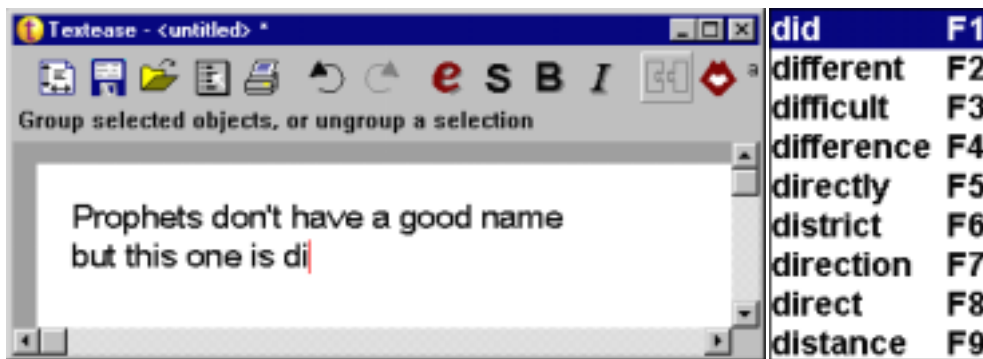 Textease - <untitled> *
e S B I a
Group selected objects, or ungroup a selection
Prophets don't have a good name
but this one is di
did F1
different F2
difficult F3
difference F4
directly F5
district F6
direction F7
direct F8
distance F9